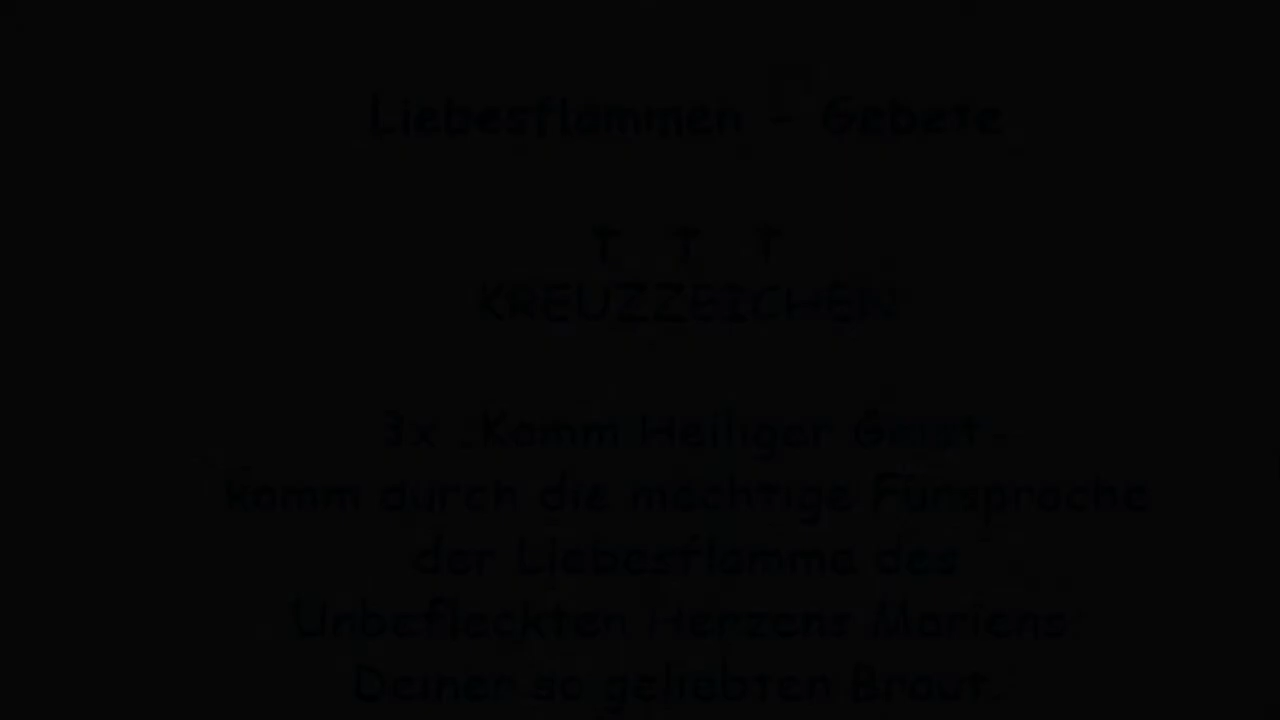 Liebesflammen - Gebete
† † †
KREUZZEICHEN
3x „Komm Heiliger Geist -
komm durch die mächtige Fürsprache
der Liebesflamme des
Unbefleckten Herzens Mariens
Deiner so geliebten Braut."